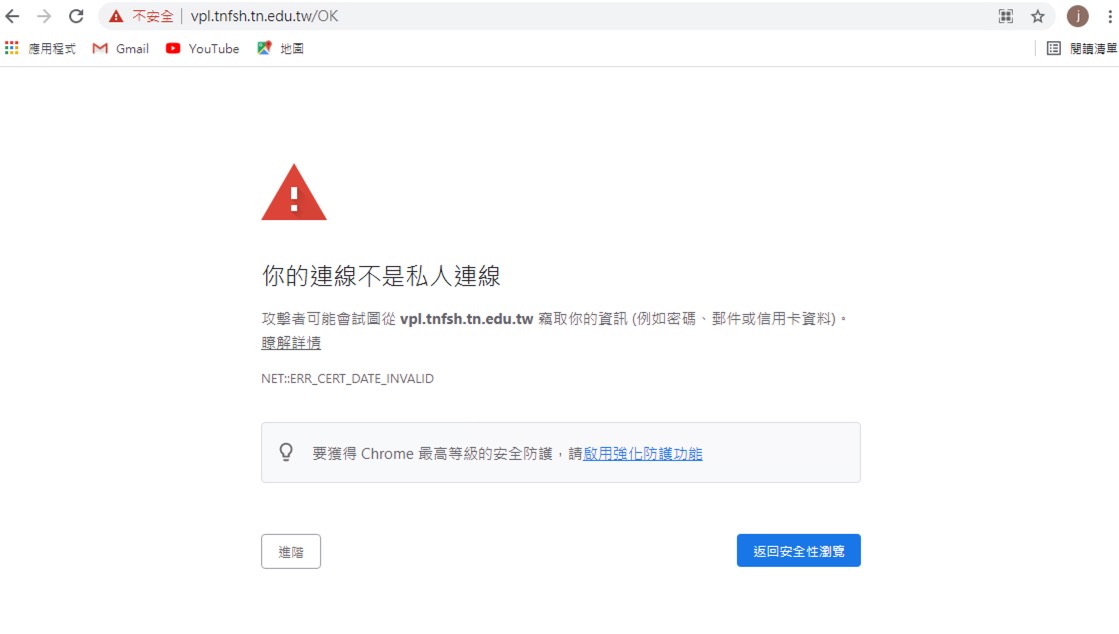 不安全 vpl.tnfsh.tn.edu.tw/OK j
應用程式 Gmail YouTube 地圖 閱讀清單
你的連線不是私人連線
攻擊者可能會試圖從 vpl.tnfsh.tn.edu.tw 竊取你的資訊 (例如密碼、郵件或信用卡資料)。
瞭解詳情
NET::ERR_CERT_DATE_INVALID
要獲得 Chrome 最高等級的安全防護，請啟用強化防護功能
進階 返回安全性瀏覽